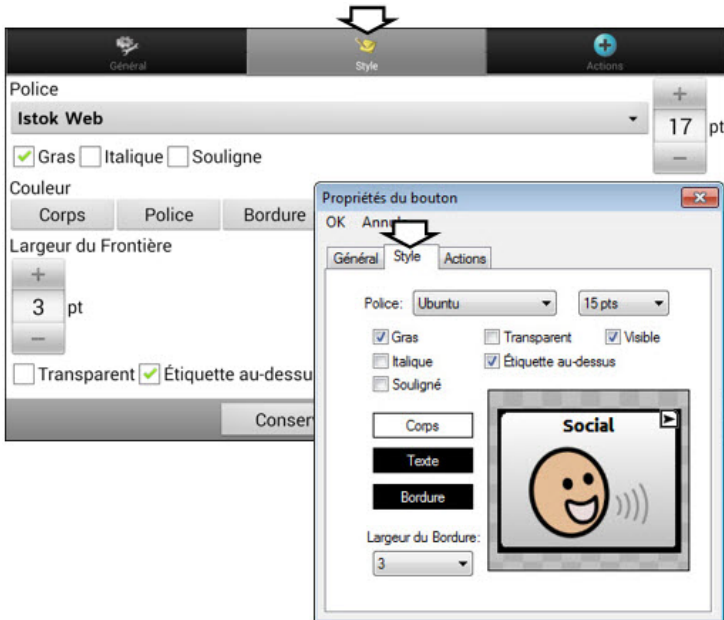 Général Style Actions
Police
Istok Web
17 pt
Gras Italique Souligne
Couleur
Corps Police Bordure
Largeur du Frontière
3 pt
Transparent Étiquette au-dessu
Conser
Propriétés du bouton
OK
Général Style Actions
Police: Ubuntu 15 pts
Gras Transparent Visible
Italique Étiquette au-dessus
Souligné
Corps
Texte
Bordure
Largeur du Bordure:
3
Social